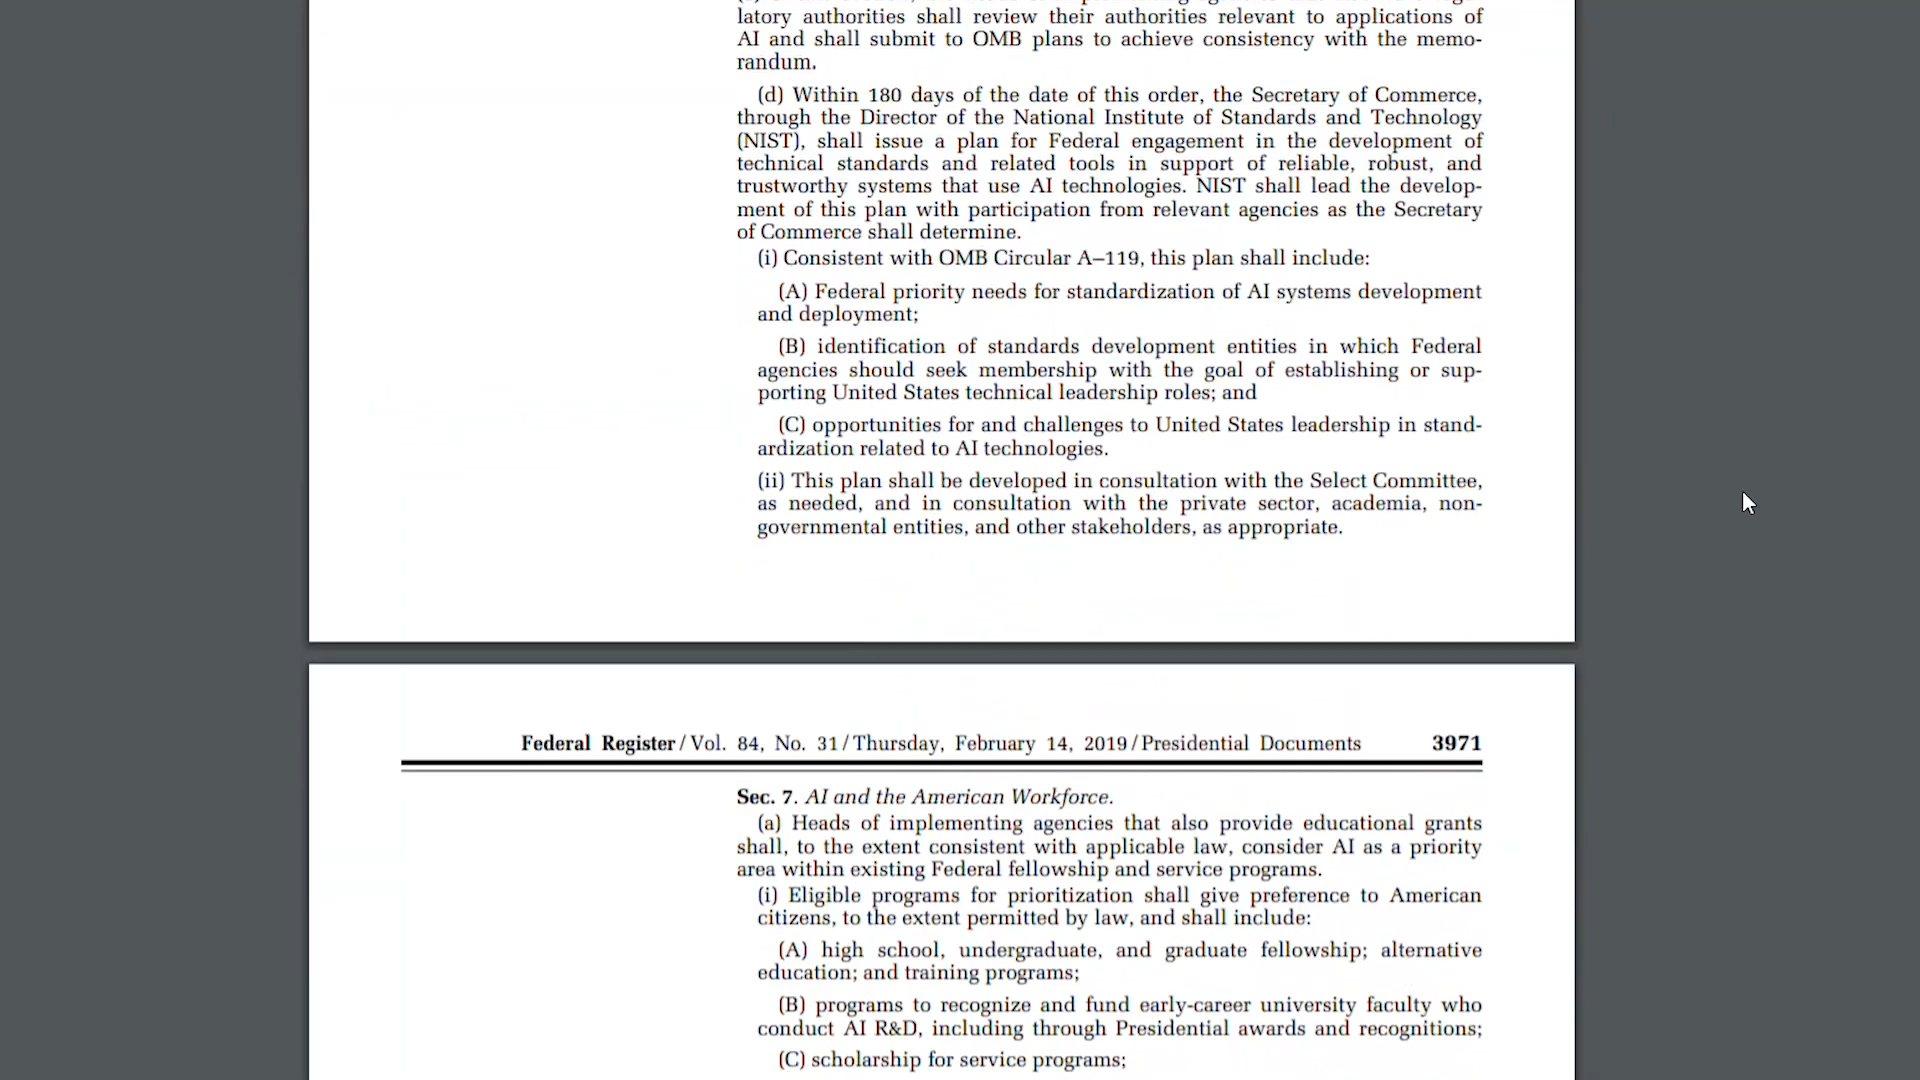 latory authorities shall review their authorities relevant to applications of
AI and shall submit to OMB plans to achieve consistency with the memo-
randum.
(d) Within 180 days of the date of this order, the Secretary of Commerce,
through the Director of the National Institute of Standards and Technology
(NIST), shall issue a plan for Federal engagement in the development of
technical standards and related tools in support of reliable, robust, and
trustworthy systems that use AI technologies. NIST shall lead the develop-
ment of this plan with participation from relevant agencies as the Secretary
of Commerce shall determine.
(i) Consistent with OMB Circular A–119, this plan shall include:
(A) Federal priority needs for standardization of AI systems development
and deployment;
(B) identification of standards development entities in which Federal
agencies should seek membership with the goal of establishing or sup-
porting United States technical leadership roles; and
(C) opportunities for and challenges to United States leadership in stand-
ardization related to AI technologies.
(ii) This plan shall be developed in consultation with the Select Committee,
as needed, and in consultation with the private sector, academia, non-
governmental entities, and other stakeholders, as appropriate.
Federal Register / Vol. 84, No. 31 / Thursday, February 14, 2019 / Presidential Documents 3971
Sec. 7. AI and the American Workforce.
(a) Heads of implementing agencies that also provide educational grants
shall, to the extent consistent with applicable law, consider AI as a priority
area within existing Federal fellowship and service programs.
(i) Eligible programs for prioritization shall give preference to American
citizens, to the extent permitted by law, and shall include:
(A) high school, undergraduate, and graduate fellowship; alternative
education; and training programs;
(B) programs to recognize and fund early-career university faculty who
conduct AI R&D, including through Presidential awards and recognitions;
(C) scholarship for service programs;